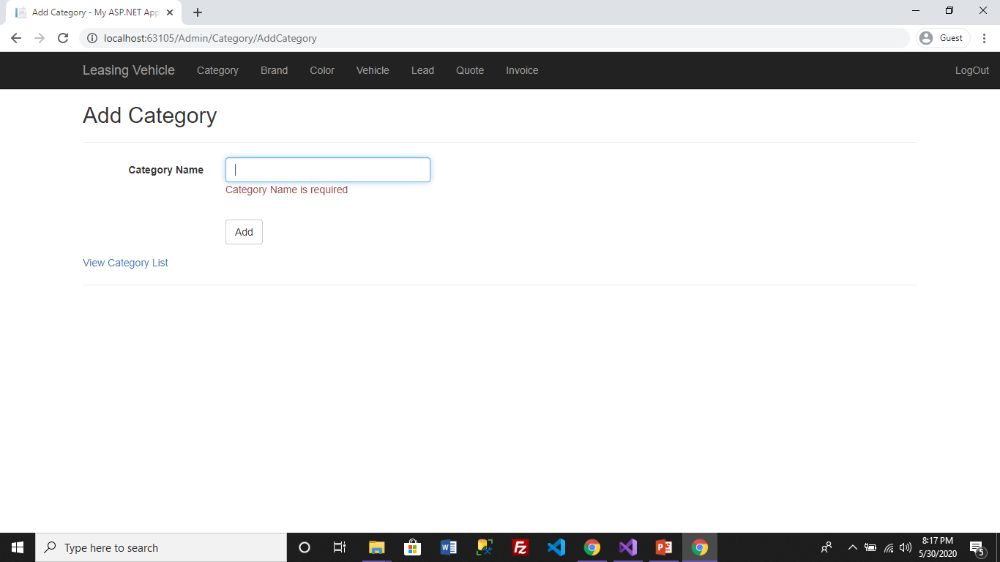 Add Category - My ASP.NET App
localhost:63105/Admin/Category/AddCategory
Guest
Leasing Vehicle Category Brand Color Vehicle Lead Quote Invoice LogOut
Add Category
Category Name
Category Name is required
Add
View Category List
Type here to search
8:17 PM
5/30/2020
5